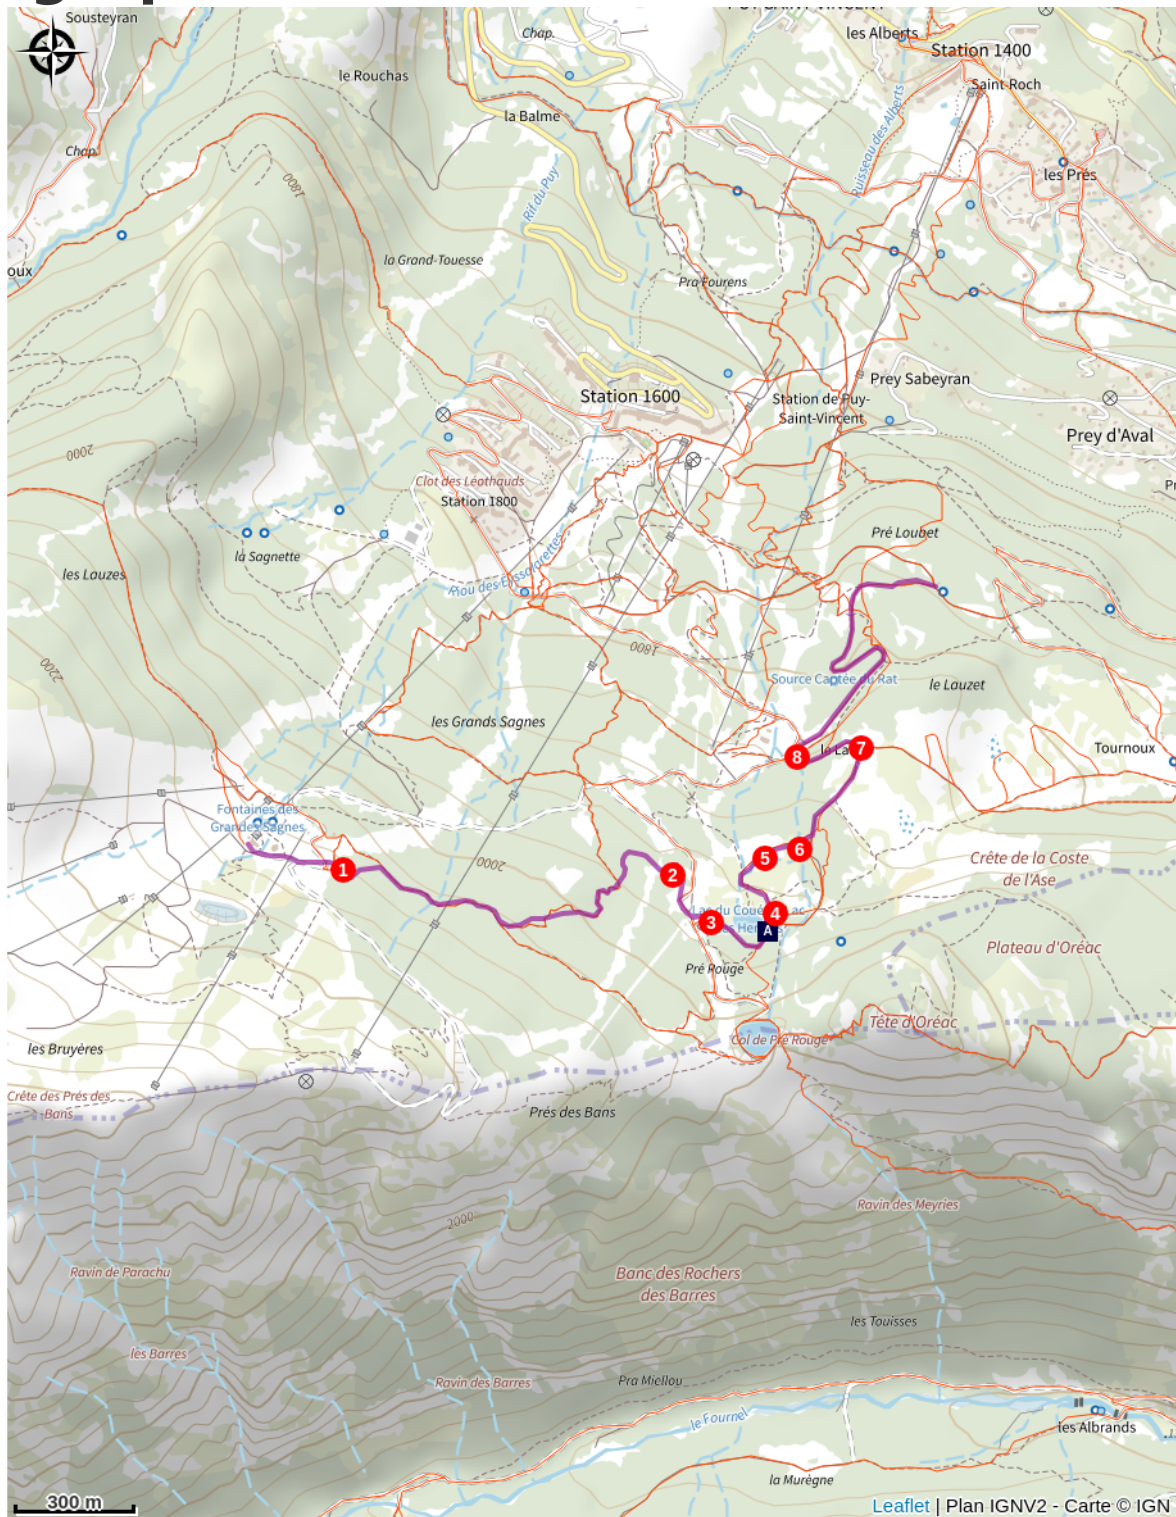 Sousteyran
Chap.
PUY-SAINT-VINCENT
les Alberts
Station 1400
le Rouchas
Saint-Roch
la Balme
Chap.
Ruisseau des Alberts
les Prés
1800
Rif du Puy
oux
la Grand-Touesse
Pra Fourens
Prey Sabeyran
Station 1600
Station de Puy-
Saint-Vincent
Prey d'Aval
2000
Clot des Léothauds
Station 1800
Pr
Pré Loubet
la Sagnette
les Lauzes
1800
2200
Source Captée du Rat
le Lauzet
les Grands Sagnes
8
le La
7
Tournoux
Fontaines des
Grandes Sagnes
1
2000
2
5
6
Crête de la Coste
de l'Ase
3
4
A
Plateau d'Oréac
Pré Rouge
Tête d'Oréac
Col de Pré Rouge
les Bruyères
Crête des Prés des
Bans
Prés des Bans
2000
Ravin des Meyries
Ravin de Parachu
Banc des Rochers
des Barres
les Touisses
les Barres
Ravin des Barres
Pra Miellou
le Fournel
les Albrands
la Murègne
300 m
Leaflet | Plan IGNV2 - Carte © IGN